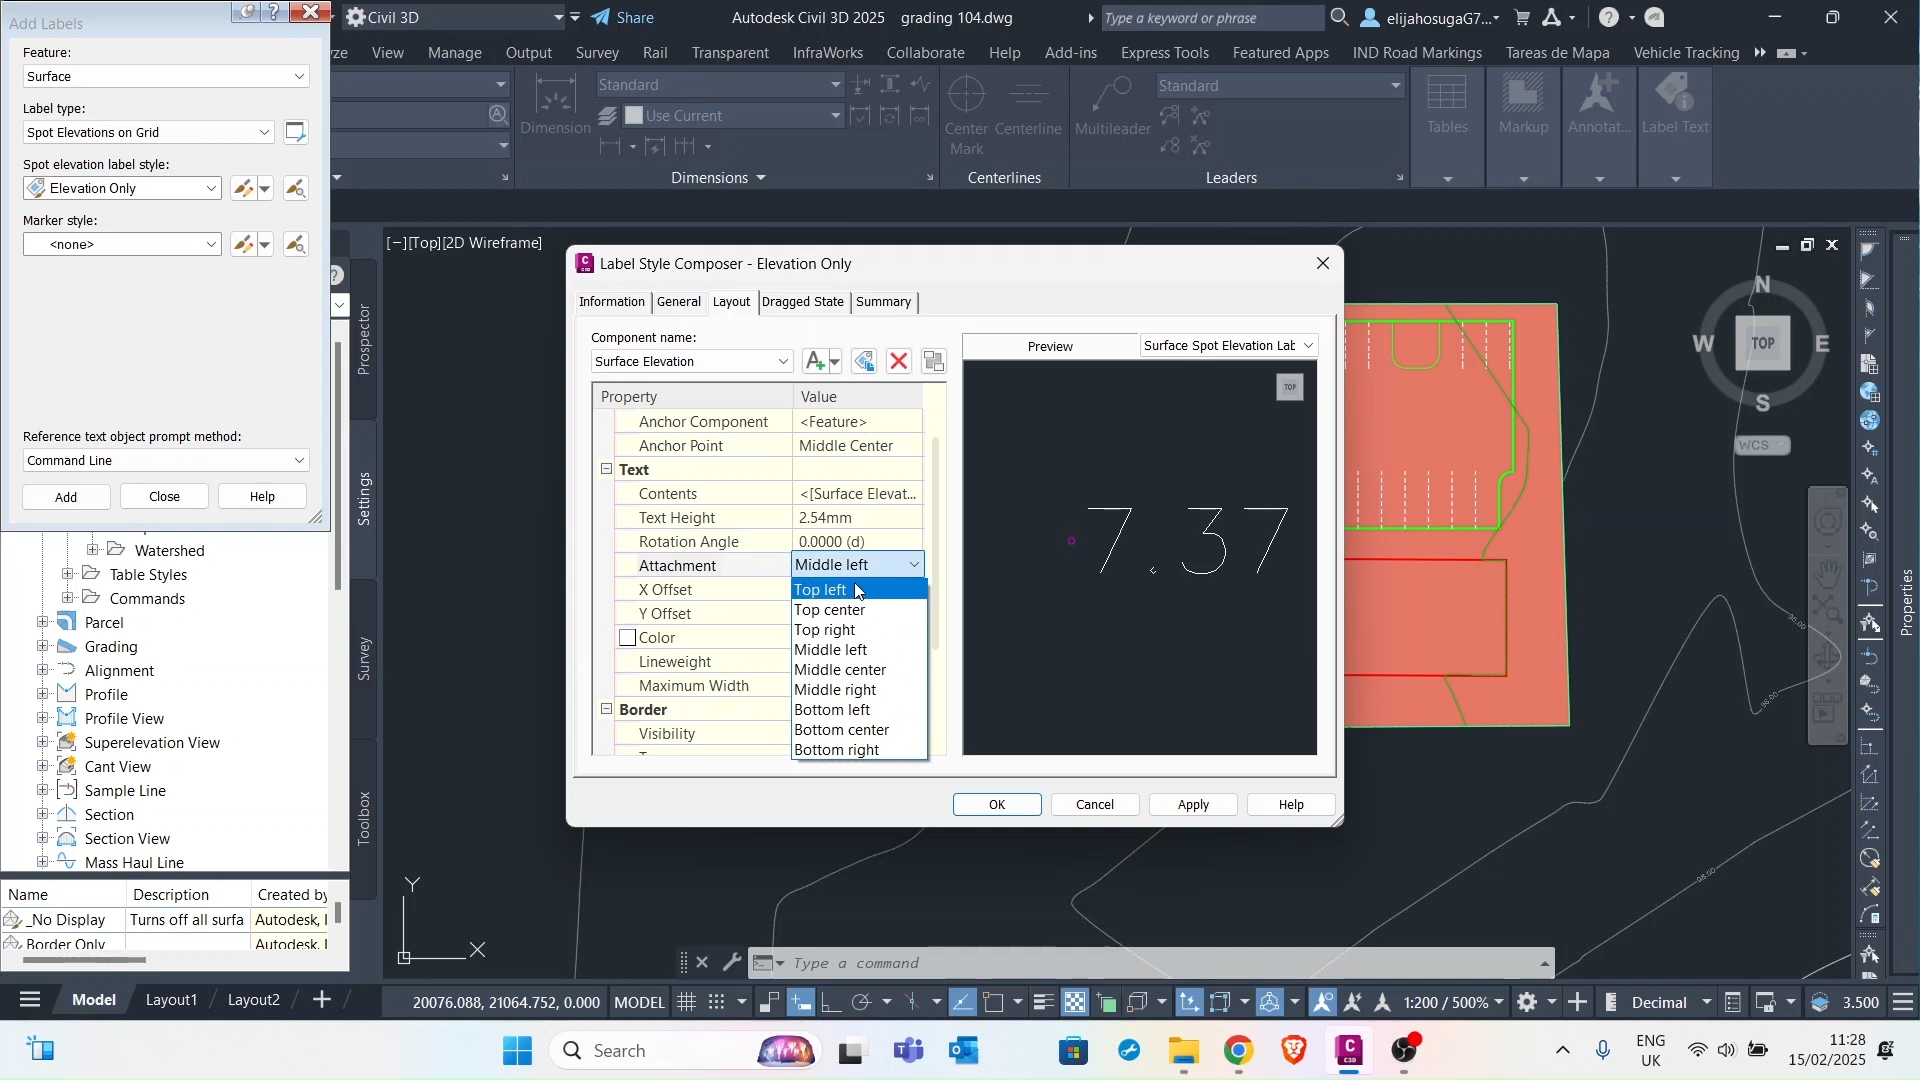 Add Labels
Civil 3D
Share
Autodesk Civil 3D 2025 grading 104.dwg
Type a keyword or phrase
elijahosugaG7...
View
Manage
Output
Survey
Rail
Transparent
InfraWorks
Collaborate
Help
Add-ins
Express Tools
Featured Apps
IND Road Markings
Tareas de Mapa
Vehicle Tracking
Feature:
Surface
Label type:
Spot Elevations on Grid
Spot elevation label style:
Elevation Only
Marker style:
<none>
Reference text object prompt method:
Command Line
Add
Close
Help
Dimension
Standard
Use Current
Dimensions
Center Mark
Centerline
Centerlines
Multileader
Standard
Leaders
Tables
Markup
Annotat...
Label Text
[−][Top][2D Wireframe]
Label Style Composer - Elevation Only
Information
General
Layout
Dragged State
Summary
Component name:
Surface Elevation
Preview
Surface Spot Elevation Lab
Property
Value
Anchor Component
<Feature>
Anchor Point
Middle Center
Text
Contents
<[Surface Elevat...
Text Height
2.54mm
Rotation Angle
0.0000 (d)
Attachment
Middle left
X Offset
Y Offset
Color
Lineweight
Maximum Width
Border
Visibility
Top left
Top center
Top right
Middle left
Middle center
Middle right
Bottom left
Bottom center
Bottom right
7.37
TOP
OK
Cancel
Apply
Help
N
W
TOP
E
S
WCS
Prospector
Settings
Survey
Toolbox
Properties
Watershed
Table Styles
Commands
Parcel
Grading
Alignment
Profile
Profile View
Superelevation View
Cant View
Sample Line
Section
Section View
Mass Haul Line
Name
Description
Created by
_No Display
Turns off all surfa
Autodesk, I
Border Only
Autodesk, I
Y
X
98.00
Type a command
Model
Layout1
Layout2
20076.088, 21064.752, 0.000
MODEL
1:200 / 500%
Decimal
3.500
Search
ENG
UK
11:28
15/02/2025